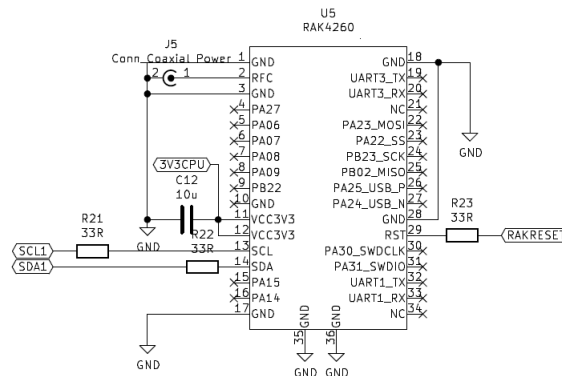 U5
RAK4260
J5
Conn_Coaxial_Power
2 1
1 GND
2 RFC
3 GND
4 PA27
5 PA06
6 PA07
7 PA08
8 PA09
9 PB22
10 GND
11 VCC3V3
12 VCC3V3
13 SCL
14 SDA
15 PA15
16 PA14
17 GND
GND 18
UART3_TX 19
UART3_RX 20
NC 21
PA23_MOSI 22
PA22_SS 23
PB23_SCK 24
PB02_MISO 25
PA25_USB_P 26
PA24_USB_N 27
GND 28
RST 29
PA30_SWDCLK 30
PA31_SWDIO 31
UART1_TX 32
UART1_RX 33
NC 34
GND 35
GND 36
3V3CPU
C12
10u
GND
R21
33R
R22
33R
SCL1
SDA1
GND
GND
R23
33R
RAKRESET
GND GND